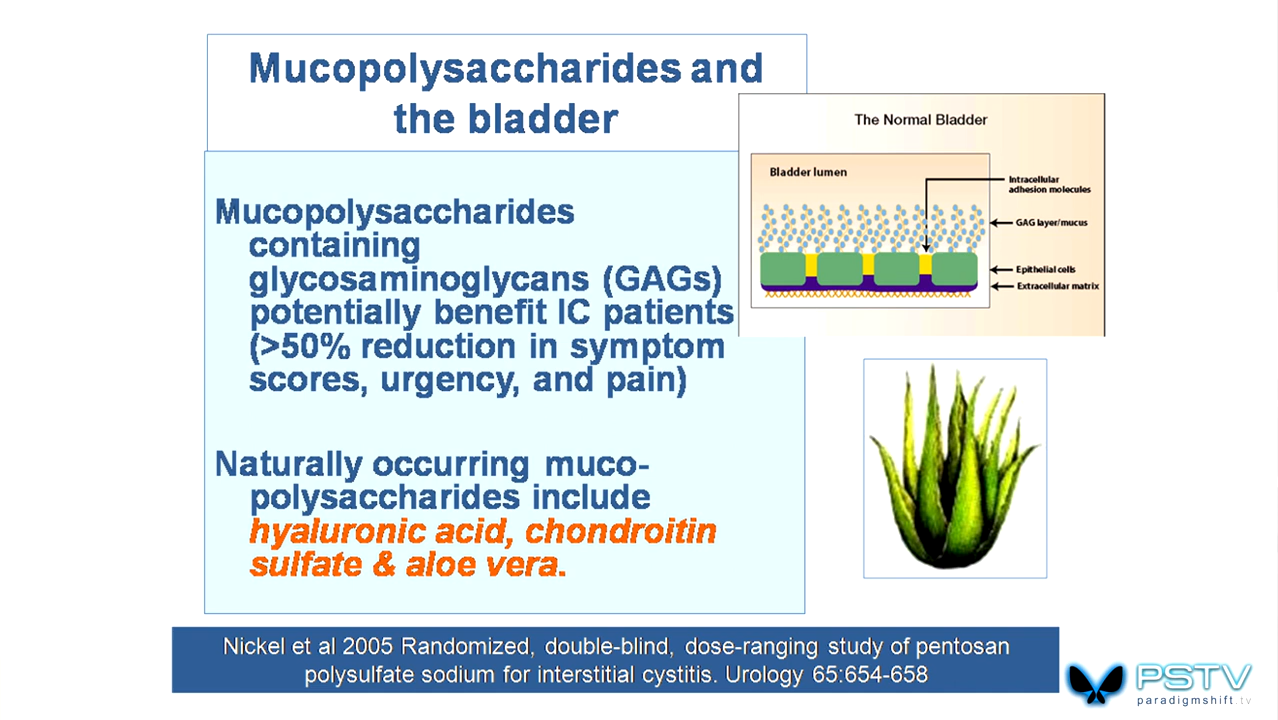 Mucopolysaccharides and
the bladder
Mucopolysaccharides
containing
glycosaminoglycans (GAGs)
potentially benefit IC patients
(>50% reduction in symptom
scores, urgency, and pain)
Naturally occurring muco-
polysaccharides include
hyaluronic acid, chondroitin
sulfate & aloe vera.
The Normal Bladder
Bladder lumen
Intracellular
adhesion molecules
GAG layer/mucus
Epithelial cells
Extracellular matrix
Nickel et al 2005 Randomized, double-blind, dose-ranging study of pentosan
polysulfate sodium for interstitial cystitis. Urology 65:654-658
PSTV
paradigmshift.tv